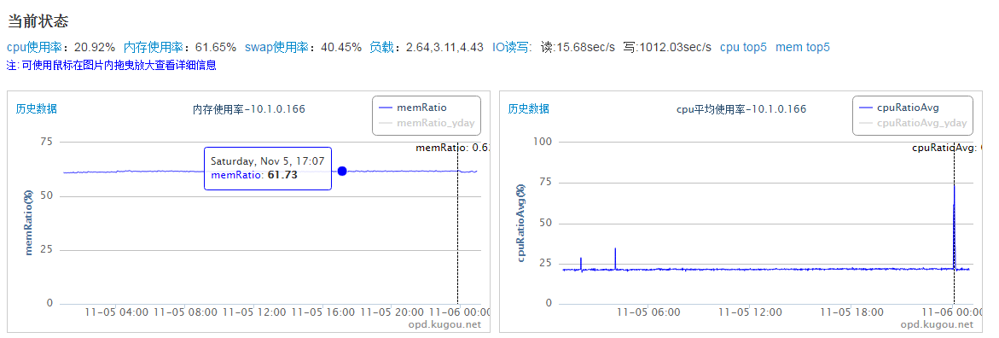 当前状态
cpu使用率：20.92% 内存使用率：61.65% swap使用率：40.45% 负载：2.64,3.11,4.43 IO读写: 读:15.68sec/s 写:1012.03sec/s cpu top5 mem top5
注:可使用鼠标在图片内拖曳放大查看详细信息
历史数据
内存使用率-10.1.0.166
memRatio
memRatio_yday
memRatio: 0.6
Saturday, Nov 5, 17:07
memRatio: 61.73
memRatio(%)
75
50
25
0
11-05 04:00 11-05 08:00 11-05 12:00 11-05 16:00 11-05 20:00 11-06 00:00
opd.kugou.net
历史数据
cpu平均使用率-10.1.0.166
cpuRatioAvg
cpuRatioAvg_yday
cpuRatioAvg:
cpuRatioAvg(%)
100
75
50
25
0
11-05 06:00 11-05 12:00 11-05 18:00 11-06 00:00
opd.kugou.net